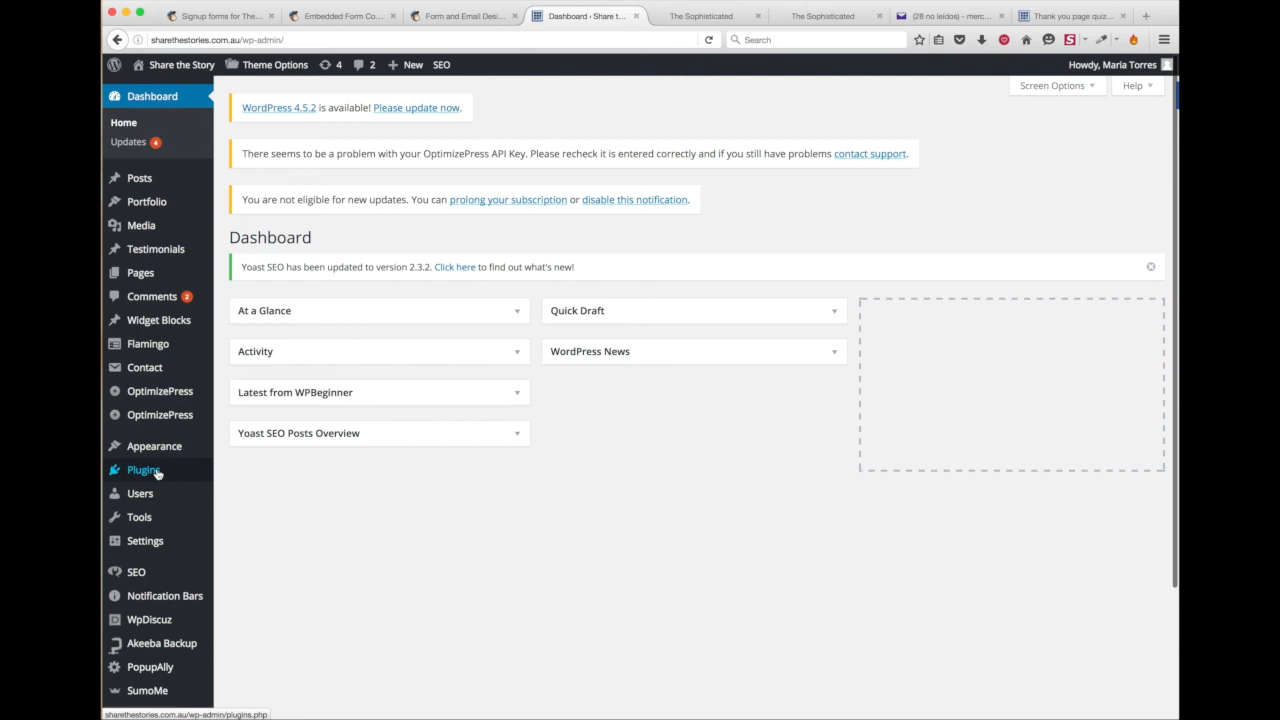 Signup forms for The...
Embedded Form Co...
Form and Email Desi...
Dashboard ‹ Share t...
The Sophisticated
The Sophisticated
(28 no leídos) - merc...
Thank you page quiz...
sharethestories.com.au/wp-admin/
Search
Share the Story
Theme Options
4
2
New
SEO
Howdy, Maria Torres
Screen Options
Help
Dashboard
Home
Updates 4
Posts
Portfolio
Media
Testimonials
Pages
Comments 2
Widget Blocks
Flamingo
Contact
OptimizePress
OptimizePress
Appearance
Plugins
Users
Tools
Settings
SEO
Notification Bars
WpDiscuz
Akeeba Backup
PopupAlly
SumoMe
WordPress 4.5.2 is available! Please update now.
There seems to be a problem with your OptimizePress API Key. Please recheck it is entered correctly and if you still have problems contact support.
You are not eligible for new updates. You can prolong your subscription or disable this notification.
Dashboard
Yoast SEO has been updated to version 2.3.2. Click here to find out what's new!
At a Glance
Activity
Latest from WPBeginner
Yoast SEO Posts Overview
Quick Draft
WordPress News
sharethestories.com.au/wp-admin/plugins.php